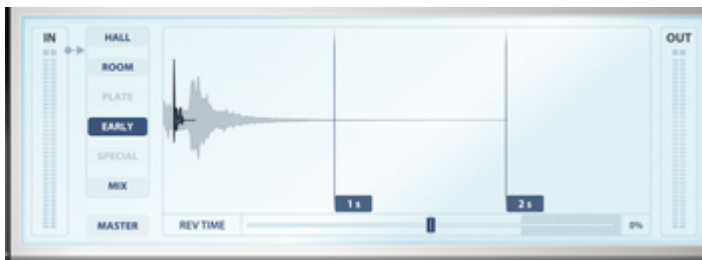 IN
HALL
OUT
ROOM
PLATE
EARLY
SPECIAL
MIX
1 s
2 s
MASTER
REV TIME
0%